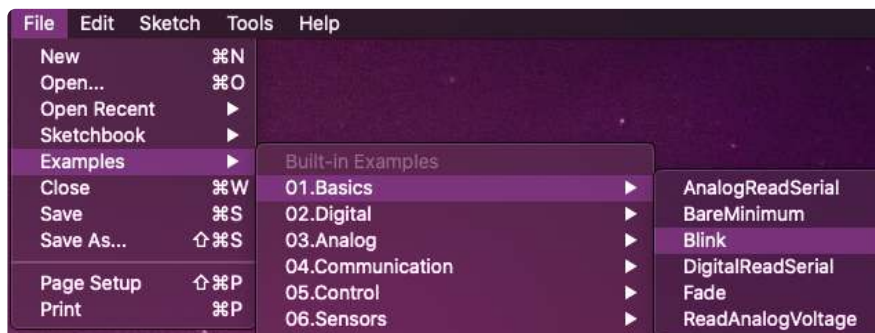 File Edit Sketch Tools Help
New ⌘N
Open... ⌘O
Open Recent ▶
Sketchbook ▶
Examples ▶
Close ⌘W
Save ⌘S
Save As... ⇧⌘S
Page Setup ⇧⌘P
Print ⌘P
Built-in Examples
01.Basics ▶
02.Digital ▶
03.Analog ▶
04.Communication ▶
05.Control ▶
06.Sensors ▶
AnalogReadSerial
BareMinimum
Blink
DigitalReadSerial
Fade
ReadAnalogVoltage